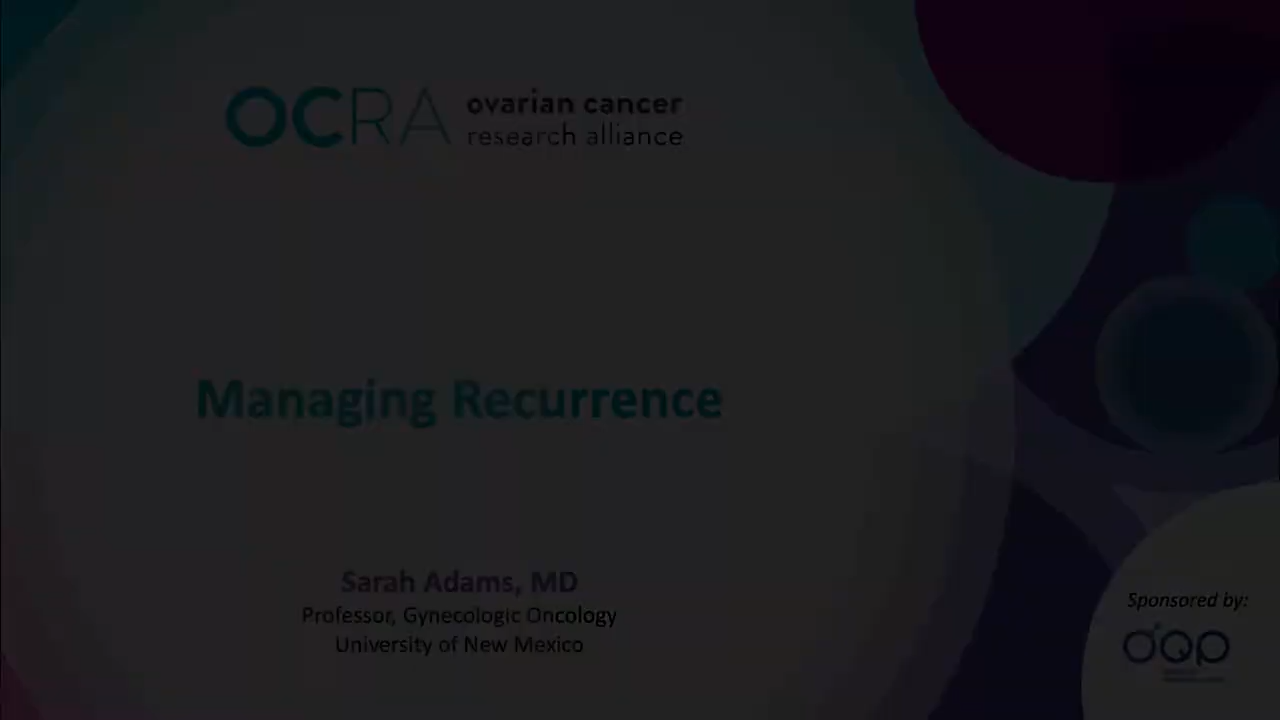 OCRA ovarian cancer
research alliance
Managing Recurrence
Sarah Adams, MD
Professor, Gynecologic Oncology
University of New Mexico
Sponsored by: